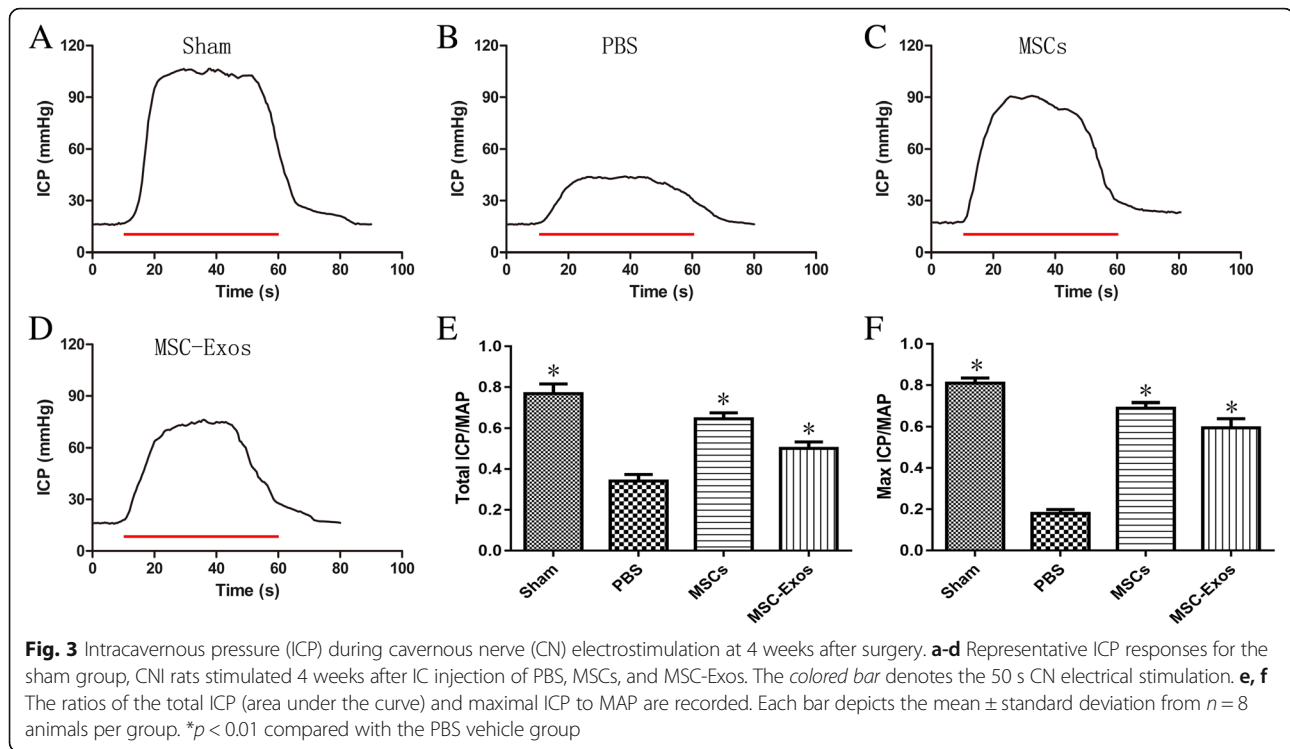 A
Sham
120
90
60
30
0
ICP (mmHg)
0 20 40 60 80 100
Time (s)
B
PBS
120
90
60
30
0
ICP (mmHg)
0 20 40 60 80 100
Time (s)
C
MSCs
120
90
60
30
0
ICP (mmHg)
0 20 40 60 80 100
Time (s)
D
MSC-Exos
120
90
60
30
0
ICP (mmHg)
0 20 40 60 80 100
Time (s)
E
1.0
0.8
0.6
0.4
0.2
0.0
Total ICP/MAP
* * *
Sham PBS MSCs MSC-Exos
F
1.0
0.8
0.6
0.4
0.2
0.0
Max ICP/MAP
* * *
Sham PBS MSCs MSC-Exos
Fig. 3 Intracavernous pressure (ICP) during cavernous nerve (CN) electrostimulation at 4 weeks after surgery. a-d Representative ICP responses for the
sham group, CNI rats stimulated 4 weeks after IC injection of PBS, MSCs, and MSC-Exos. The colored bar denotes the 50 s CN electrical stimulation. e, f
The ratios of the total ICP (area under the curve) and maximal ICP to MAP are recorded. Each bar depicts the mean ± standard deviation from n = 8
animals per group. *p < 0.01 compared with the PBS vehicle group